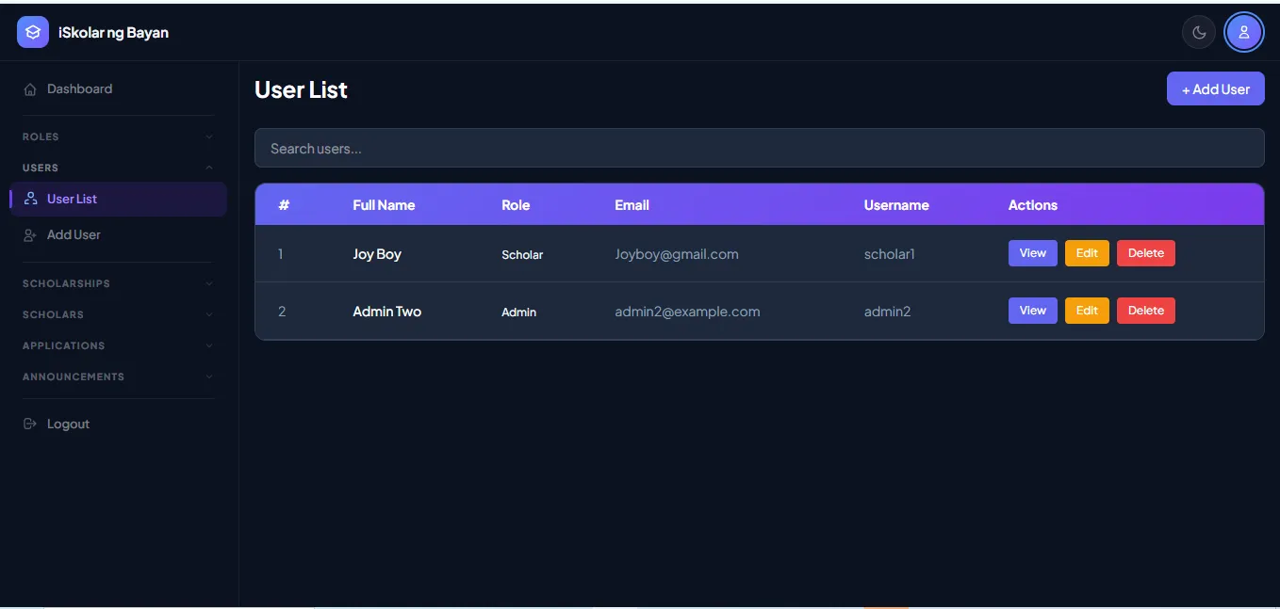 iSkolar ng Bayan
Dashboard
ROLES
USERS
User List
Add User
SCHOLARSHIPS
SCHOLARS
APPLICATIONS
ANNOUNCEMENTS
Logout
User List
+ Add User
Search users...
# Full Name Role Email Username Actions
1 Joy Boy Scholar Joyboy@gmail.com scholar1 View Edit Delete
2 Admin Two Admin admin2@example.com admin2 View Edit Delete